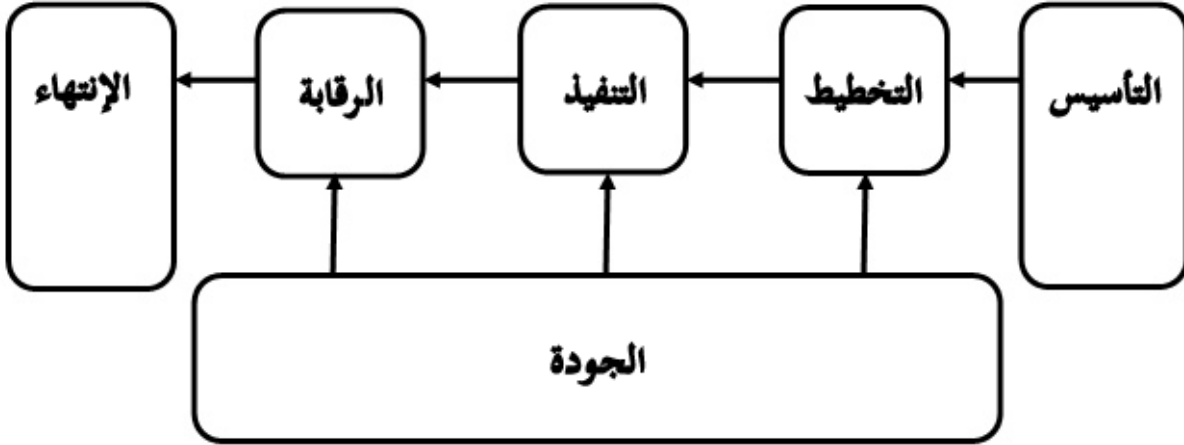 التأسيس
التخطيط
التنفيذ
الرقابة
الإنتهاء
الجودة